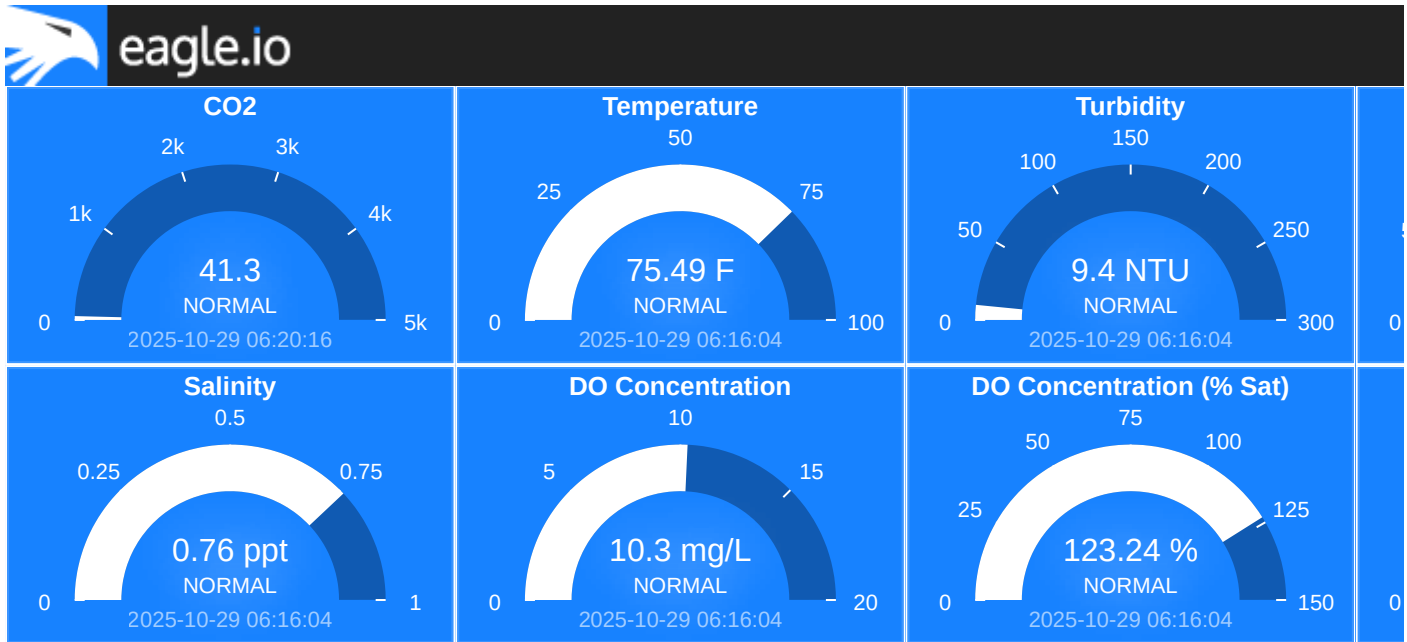 eagle.io
CO2
2k
3k
1k
4k
41.3
NORMAL
0
5k
2025-10-29 06:20:16
Temperature
50
25
75
75.49 F
NORMAL
0
100
2025-10-29 06:16:04
Turbidity
150
100
200
50
250
9.4 NTU
NORMAL
0
300
2025-10-29 06:16:04
0
Salinity
0.5
0.25
0.75
0.76 ppt
NORMAL
0
1
2025-10-29 06:16:04
DO Concentration
10
5
15
10.3 mg/L
NORMAL
0
20
2025-10-29 06:16:04
DO Concentration (% Sat)
75
50
100
25
125
123.24 %
NORMAL
0
150
2025-10-29 06:16:04
0